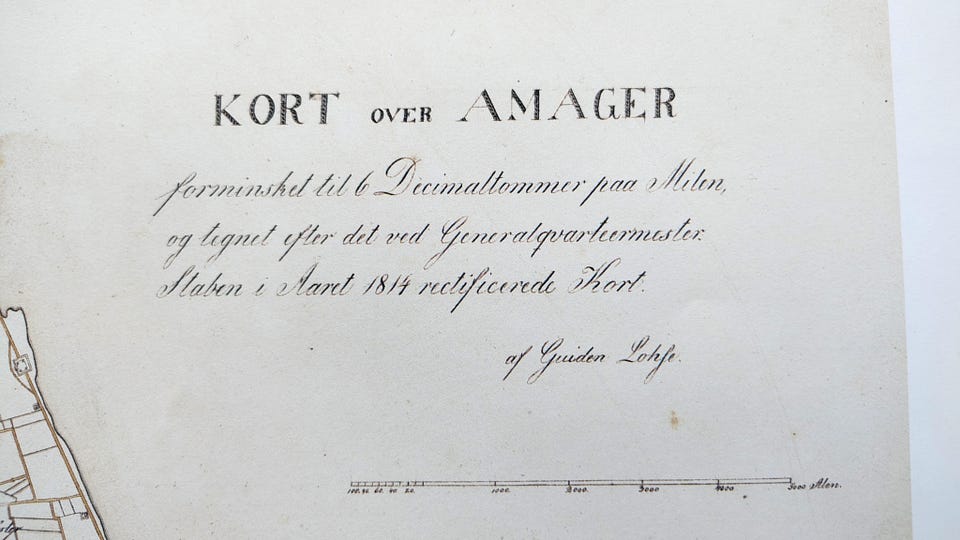 KORT OVER AMAGER
forminsket til 6 Decimaltommer paa Milen,
og tegnet efter det ved Generalqvarteermester
Staben i Aaret 1814 rectificerede Kort.
af Guiden Lohse.
1000. 2000. 3000 4000 5000 Alen.